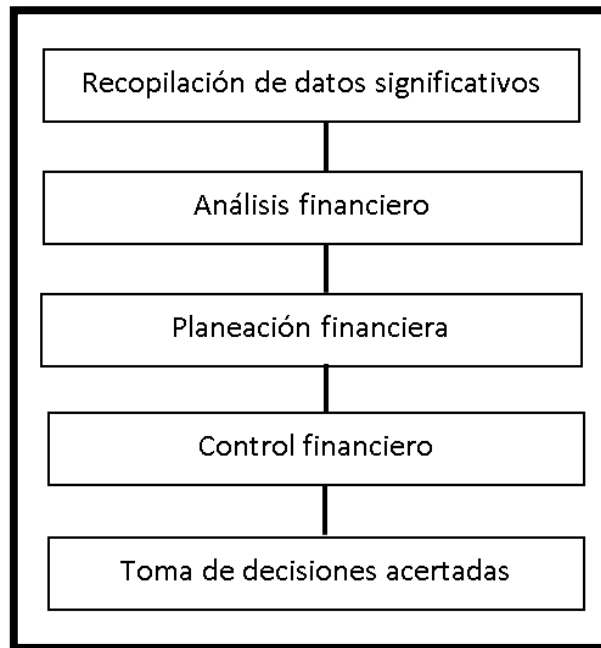 Recopilación de datos significativos
Análisis financiero
Planeación financiera
Control financiero
Toma de decisiones acertadas